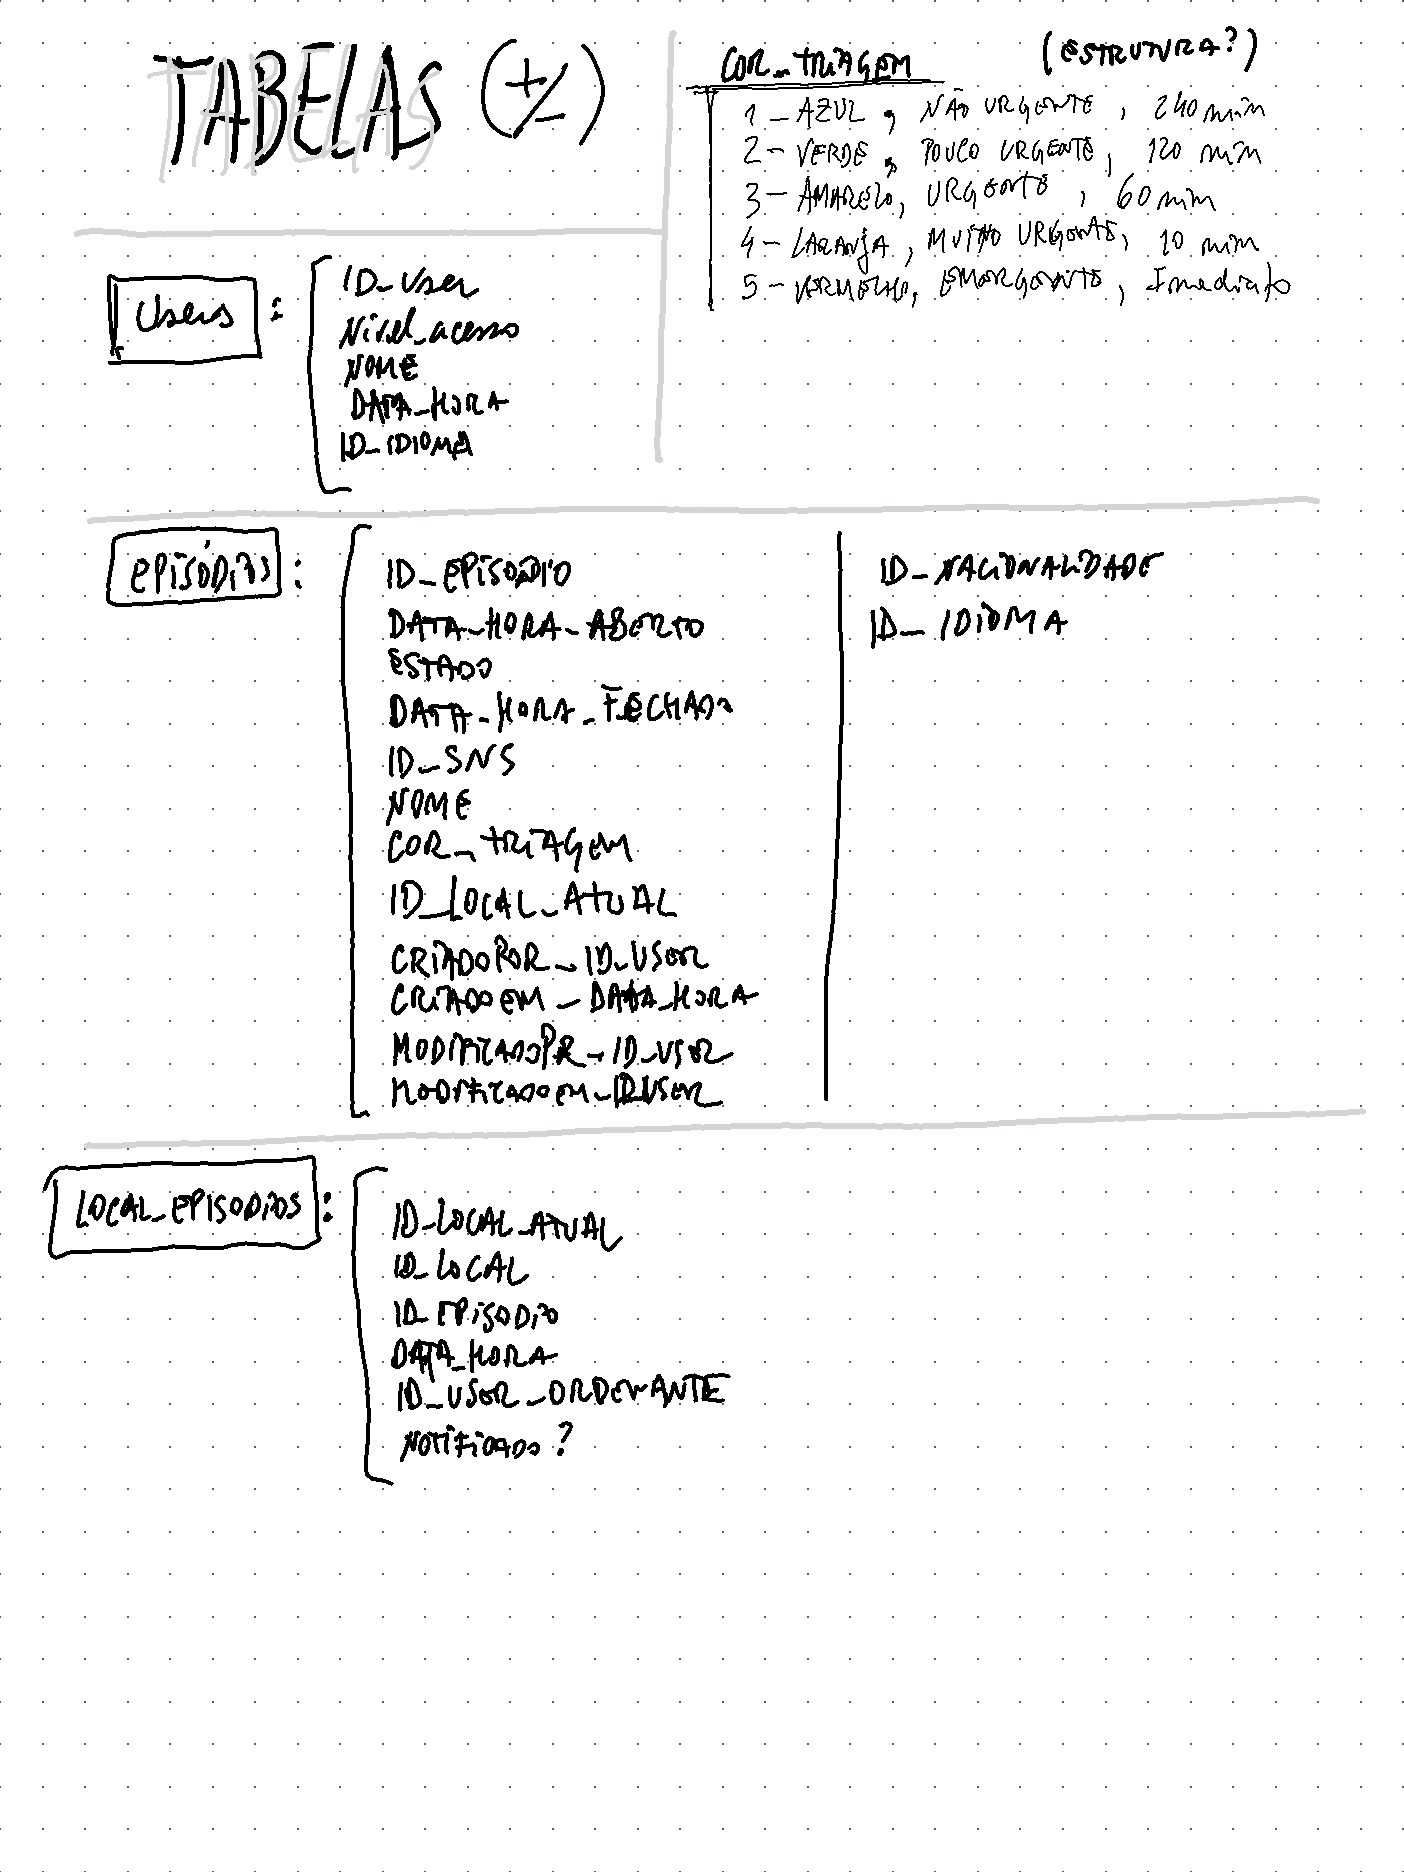 TABELAS (+/-)
COR_TRIAGEM (ESTRUTURA?)
1 - AZUL, NÃO URGENTE, 240 min
2 - VERDE, POUCO URGENTE, 120 min
3 - AMARELO, URGENTE, 60 min
4 - LARANJA, MUITO URGENTE, 10 min
5 - VERMELHO, EMERGENTE, Imediato
Users:
ID_User
Nivel_acesso
NOME
DATA_HORA
ID_IDIOMA
EPISÓDIOS:
ID_EPISODIO
DATA_HORA_ABERTO
ESTADO
DATA_HORA_FECHADO
ID_SNS
NOME
COR_TRIAGEM
ID_LOCAL_ATUAL
CRIADOPOR_ID_USER
CRIADOEM_DATA_HORA
MODIFICADOPOR_ID_USER
MODIFICADOEM_ID_USER
ID_NACIONALIDADE
ID_IDIOMA
LOCAL_EPISODIOS:
ID_LOCAL_ATUAL
ID_LOCAL
ID_EPISODIO
DATA_HORA
ID_USER_ORDENANTE
NOTIFICADO?